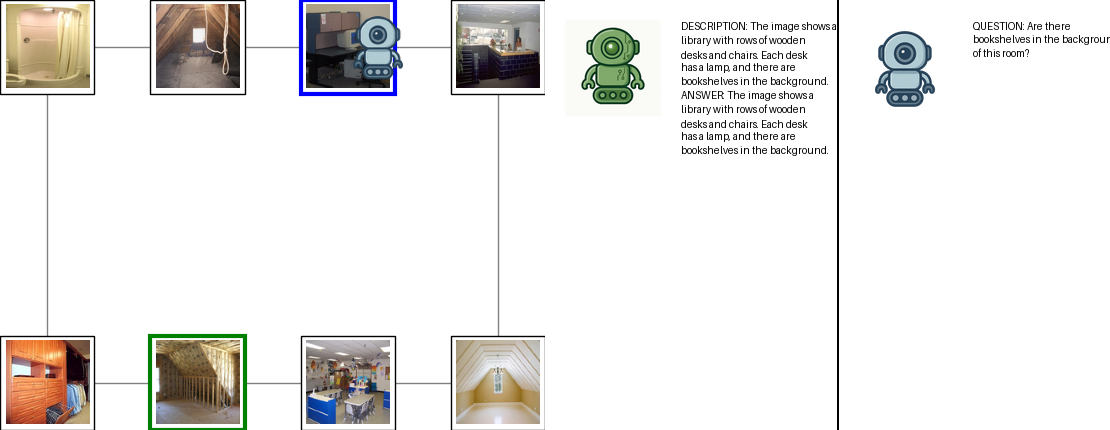 DESCRIPTION: The image shows a
library with rows of wooden
desks and chairs. Each desk
has a lamp, and there are
bookshelves in the background.
ANSWER: The image shows a
library with rows of wooden
desks and chairs. Each desk
has a lamp, and there are
bookshelves in the background.
QUESTION: Are there
bookshelves in the backgroun
of this room?